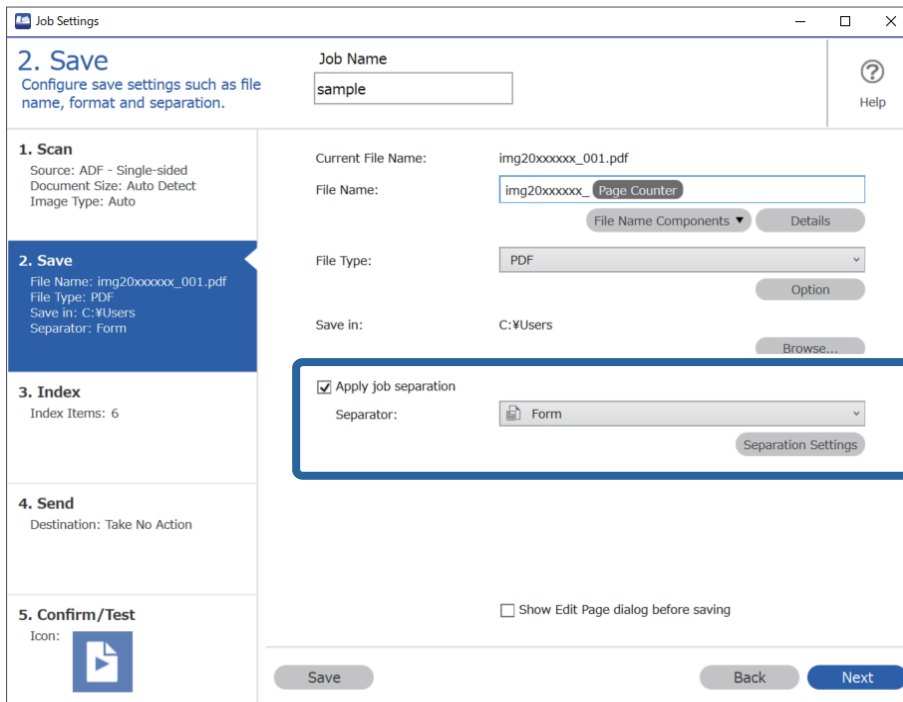 Job Settings
2. Save
Configure save settings such as file
name, format and separation.
Job Name
sample
Help
1. Scan
Source: ADF - Single-sided
Document Size: Auto Detect
Image Type: Auto
2. Save
File Name: img20xxxxxx_001.pdf
File Type: PDF
Save in: C:¥Users
Separator: Form
3. Index
Index Items: 6
4. Send
Destination: Take No Action
5. Confirm/Test
Icon:
Current File Name: img20xxxxxx_001.pdf
File Name: img20xxxxxx_ Page Counter
File Name Components ▼ Details
File Type: PDF
Option
Save in: C:¥Users
Browse...
Apply job separation
Separator: Form
Separation Settings
Show Edit Page dialog before saving
Save Back Next